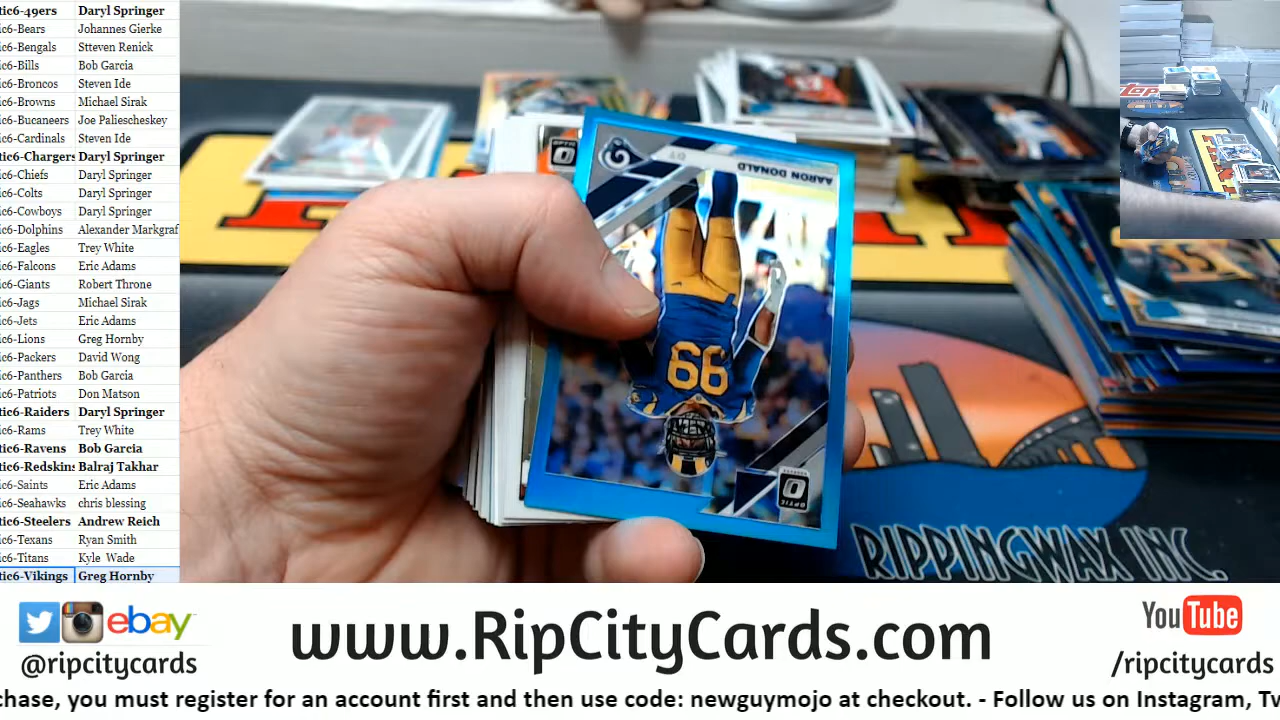 tic6-49ers Daryl Springer
ic6-Bears Johannes Gierke
ic6-Bengals Stteven Renick
ic6-Bills Bob Garcia
ic6-Broncos Steven Ide
ic6-Browns Michael Sirak
ic6-Bucaneers Joe Paliescheskey
ic6-Cardinals Steven Ide
tic6-Chargers Daryl Springer
ic6-Chief: Daryl Springer
ic6-Colts Daryl Springer
ic6-Cowboys Daryl Springer
ic6-Dolphins Alexander Markgraf
ic6-Eagles Trey White
ic6-Falcons Eric Adams
ic6-Giants Robert Throne
ic6-Jags Michael Sirak
ic6-Jets Eric Adams
ic6-Lions Greg Hornby
ic6-Packers David Wong
ic6-Panthers Bob Garcia
ic6-Patriots Don Matson
tic6-Raiders Daryl Springer
ic6-Rams Trey White
tic6-Ravens Bob Garcia
tic6-Redskins Balraj Takhar
ic6-Saints Eric Adams
ic6-Seahawks chris blessing
tic6-Steelers Andrew Reich
ic6-Texans Ryan Smith
ic6-Titans Kyle Wade
tic6-Vikings Greg Hornby
AARON DONALD
DT
99
OPTIC
RIPPINGWAX INC.
ebay
@ripcitycards
www.RipCityCards.com
YouTube
/ripcitycards
chase, you must register for an account first and then use code: newguymojo at checkout. - Follow us on Instagram, Tw